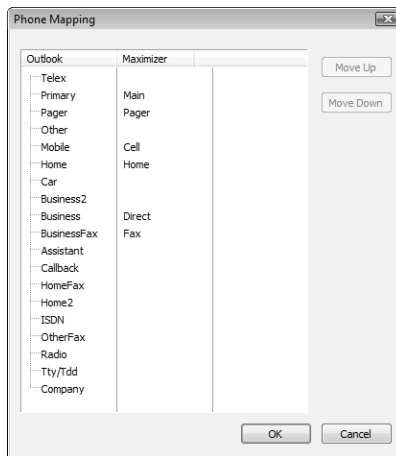 Phone Mapping
Outlook Maximizer
Telex
Primary Main
Pager Pager
Other
Mobile Cell
Home Home
Car
Business2
Business Direct
BusinessFax Fax
Assistant
Callback
HomeFax
Home2
ISDN
OtherFax
Radio
Tty/Tdd
Company
Move Up
Move Down
OK Cancel